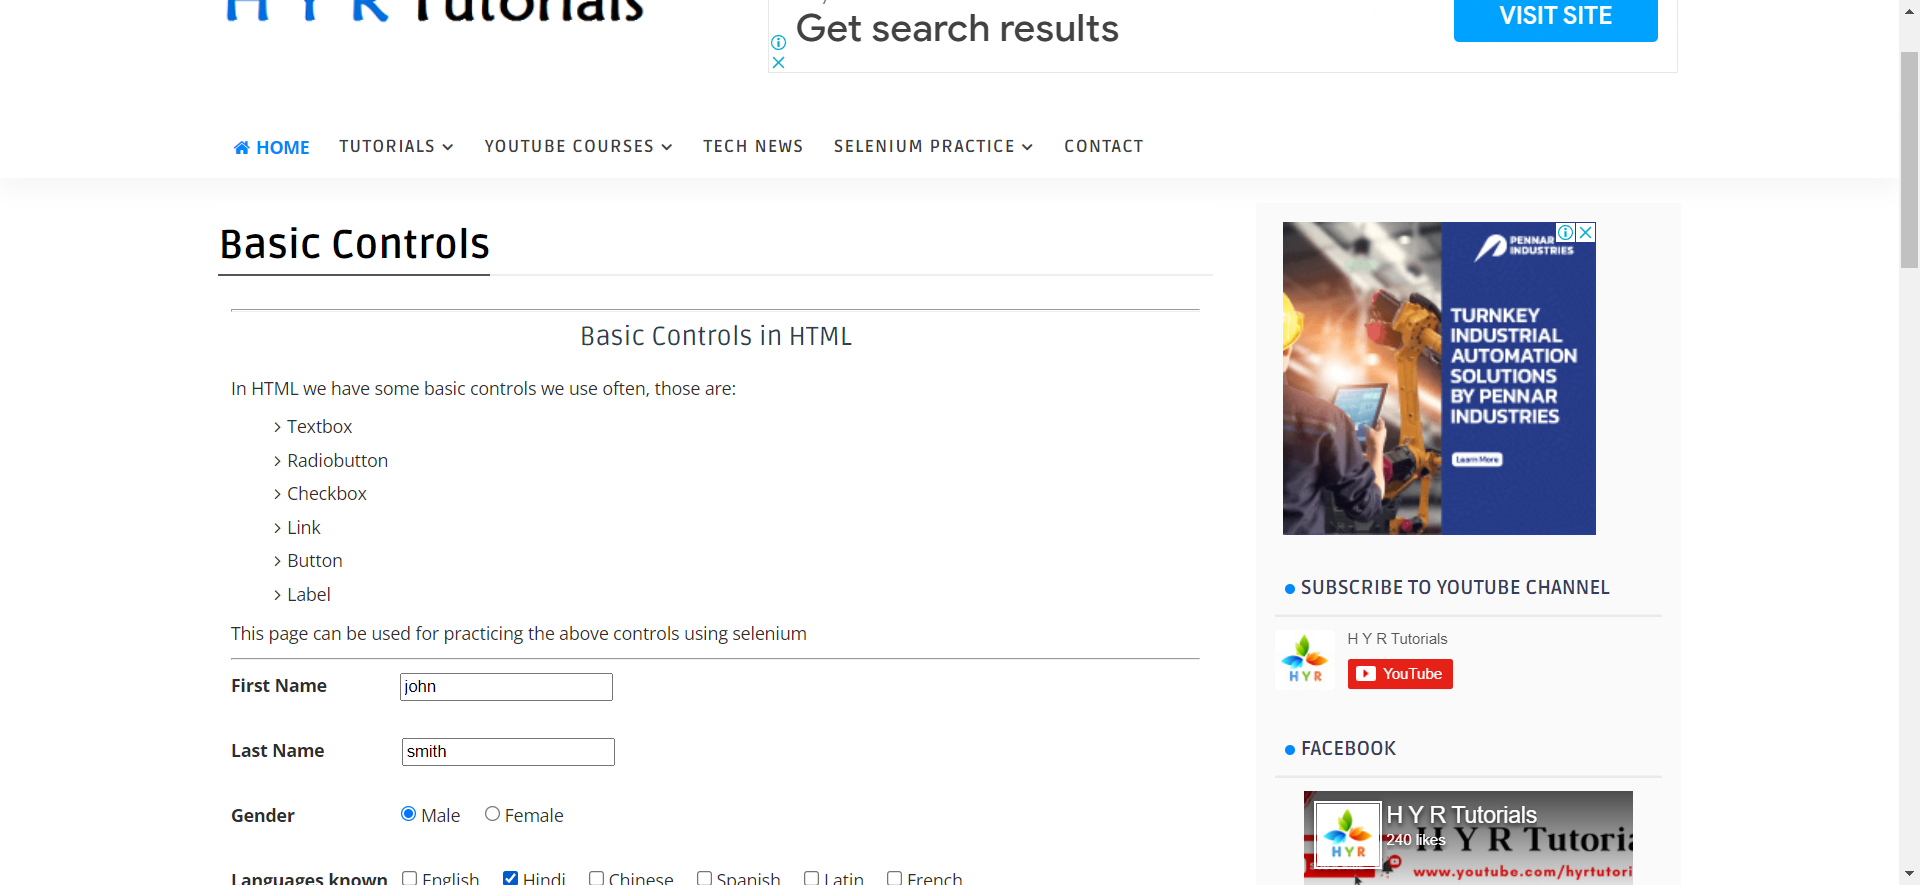 H Y R Tutorials
Get search results
VISIT SITE
HOME
TUTORIALS
YOUTUBE COURSES
TECH NEWS
SELENIUM PRACTICE
CONTACT
Basic Controls
Basic Controls in HTML
In HTML we have some basic controls we use often, those are:
Textbox
Radiobutton
Checkbox
Link
Button
Label
This page can be used for practicing the above controls using selenium
First Name john
Last Name smith
Gender Male Female
Languages known English Hindi Chinese Spanish Latin French
PENNAR
INDUSTRIES
TURNKEY
INDUSTRIAL
AUTOMATION
SOLUTIONS
BY PENNAR
INDUSTRIES
Learn More
SUBSCRIBE TO YOUTUBE CHANNEL
HYR
H Y R Tutorials
YouTube
FACEBOOK
HYR
H Y R Tutorials
240 likes
H Y R Tutoria
www.youtube.com/hyrtutori